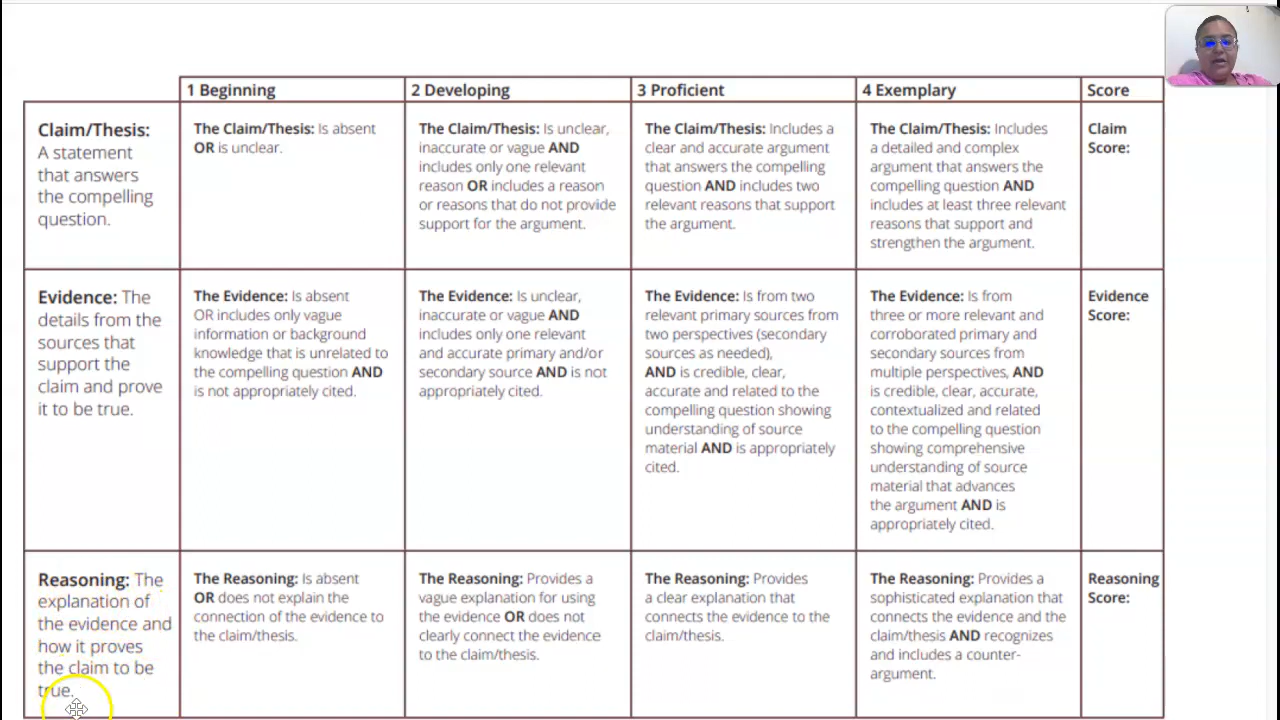 1 Beginning
2 Developing
3 Proficient
4 Exemplary
Score
Claim/Thesis:
A statement
that answers
the compelling
question.
The Claim/Thesis: Is absent
OR is unclear.
The Claim/Thesis: Is unclear,
inaccurate or vague AND
includes only one relevant
reason OR includes a reason
or reasons that do not provide
support for the argument.
The Claim/Thesis: Includes a
clear and accurate argument
that answers the compelling
question AND includes two
relevant reasons that support
the argument.
The Claim/Thesis: Includes
a detailed and complex
argument that answers the
compelling question AND
includes at least three relevant
reasons that support and
strengthen the argument.
Claim
Score:
Evidence: The
details from the
sources that
support the
claim and prove
it to be true.
The Evidence: Is absent
OR includes only vague
information or background
knowledge that is unrelated to
the compelling question AND
is not appropriately cited.
The Evidence: Is unclear,
inaccurate or vague AND
includes only one relevant
and accurate primary and/or
secondary source AND is not
appropriately cited.
The Evidence: Is from two
relevant primary sources from
two perspectives (secondary
sources as needed),
AND is credible, clear,
accurate and related to the
compelling question showing
understanding of source
material AND is appropriately
cited.
The Evidence: Is from
three or more relevant and
corroborated primary and
secondary sources from
multiple perspectives, AND
is credible, clear, accurate,
contextualized and related
to the compelling question
showing comprehensive
understanding of source
material that advances
the argument AND is
appropriately cited.
Evidence
Score:
Reasoning: The
explanation of
the evidence and
how it proves
the claim to be
true.
The Reasoning: Is absent
OR does not explain the
connection of the evidence to
the claim/thesis.
The Reasoning: Provides a
vague explanation for using
the evidence OR does not
clearly connect the evidence
to the claim/thesis.
The Reasoning: Provides
a clear explanation that
connects the evidence to the
claim/thesis.
The Reasoning: Provides a
sophisticated explanation that
connects the evidence and the
claim/thesis AND recognizes
and includes a counter-
argument.
Reasoning
Score: